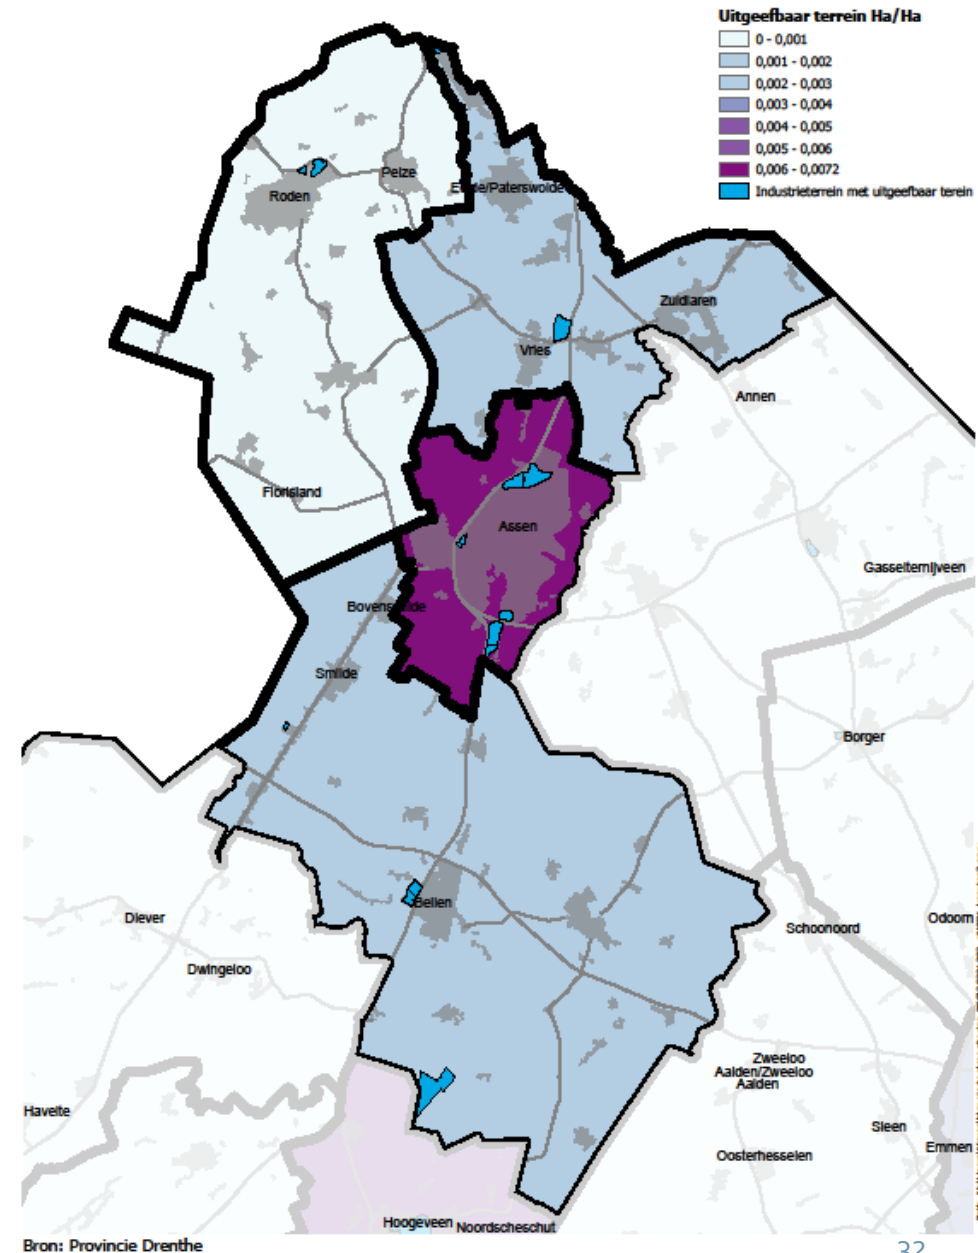 Uitgeefbaar terrein Ha/Ha
0 - 0,001
0,001 - 0,002
0,002 - 0,003
0,003 - 0,004
0,004 - 0,005
0,005 - 0,006
0,006 - 0,0072
Industrieterrein met uitgeefbaar terein
Peize
Roden
Eelde/Paterswolde
Zuidlaren
Vries
Annen
Fiorisland
Assen
Gasselternijveen
Bovensmilde
Smilde
Borger
Beilen
Diever
Schoonoord
Odoorn
Dwingeloo
Zweeloo
Aalden/Zweeloo
Aalden
Havelte
Sleen
Emmen
Oosterhesselen
Hoogeveen
Noordscheschut
Bron: Provincie Drenthe
32